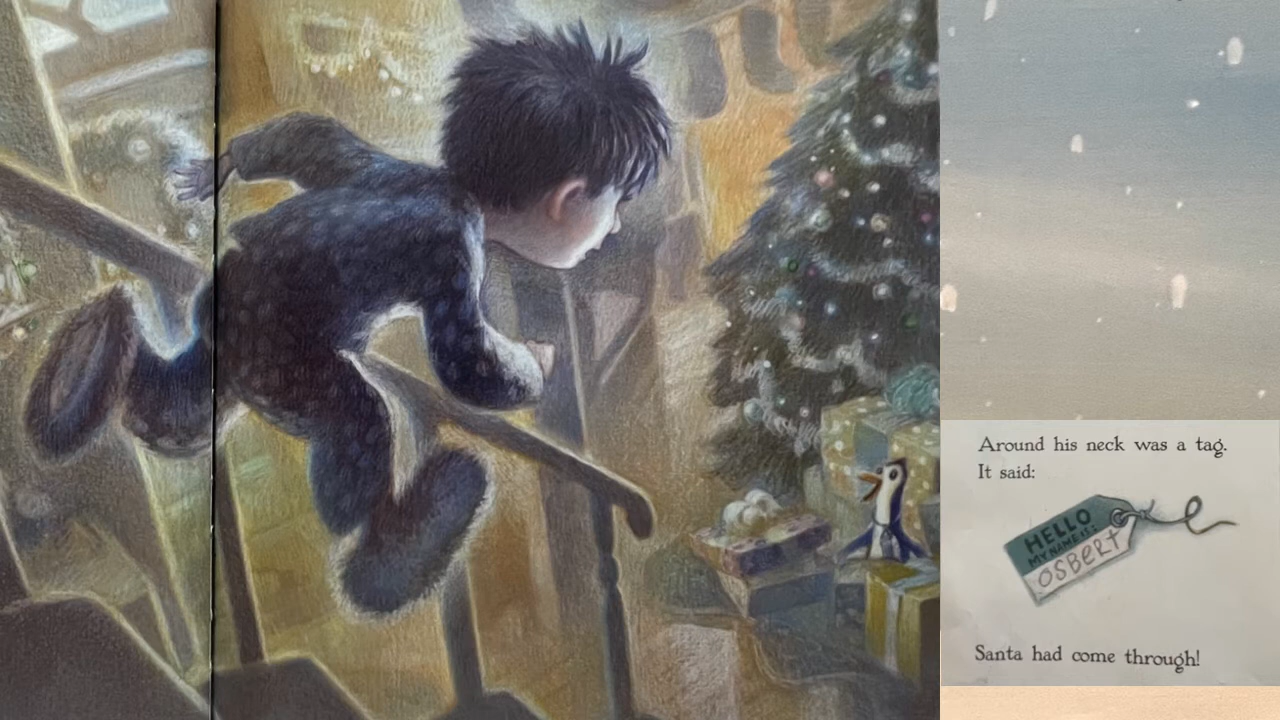 Around his neck was a tag.
It said:
HELLO
MY NAME IS:
OSBERT
Santa had come through!